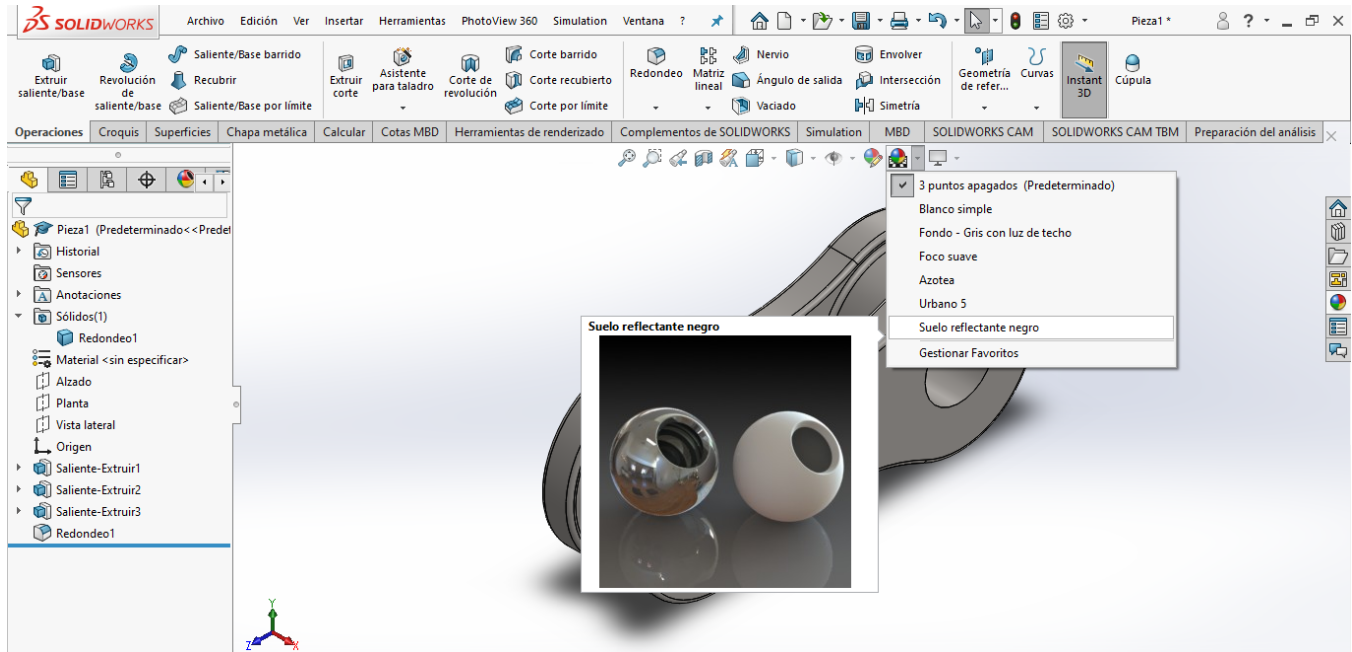 SOLIDWORKS
Archivo Edición Ver Insertar Herramientas PhotoView 360 Simulation Ventana ?
Pieza1 *
?
Extruir saliente/base
Revolución de saliente/base
Saliente/Base barrido
Recubrir
Saliente/Base por límite
Extruir corte
Asistente para taladro
Corte de revolución
Corte barrido
Corte recubierto
Corte por límite
Redondeo
Matriz lineal
Nervio
Ángulo de salida
Vaciado
Envolver
Intersección
Simetría
Geometría de refer...
Curvas
Instant 3D
Cúpula
Operaciones Croquis Superficies Chapa metálica Calcular Cotas MBD Herramientas de renderizado Complementos de SOLIDWORKS Simulation MBD SOLIDWORKS CAM SOLIDWORKS CAM TBM Preparación del análisis
Pieza1 (Predeterminado<<Predet
Historial
Sensores
A Anotaciones
Sólidos(1)
Redondeo1
Material <sin especificar>
Alzado
Planta
Vista lateral
Origen
Saliente-Extruir1
Saliente-Extruir2
Saliente-Extruir3
Redondeo1
3 puntos apagados (Predeterminado)
Blanco simple
Fondo - Gris con luz de techo
Foco suave
Azotea
Urbano 5
Suelo reflectante negro
Gestionar Favoritos
Suelo reflectante negro
Y
Z
X